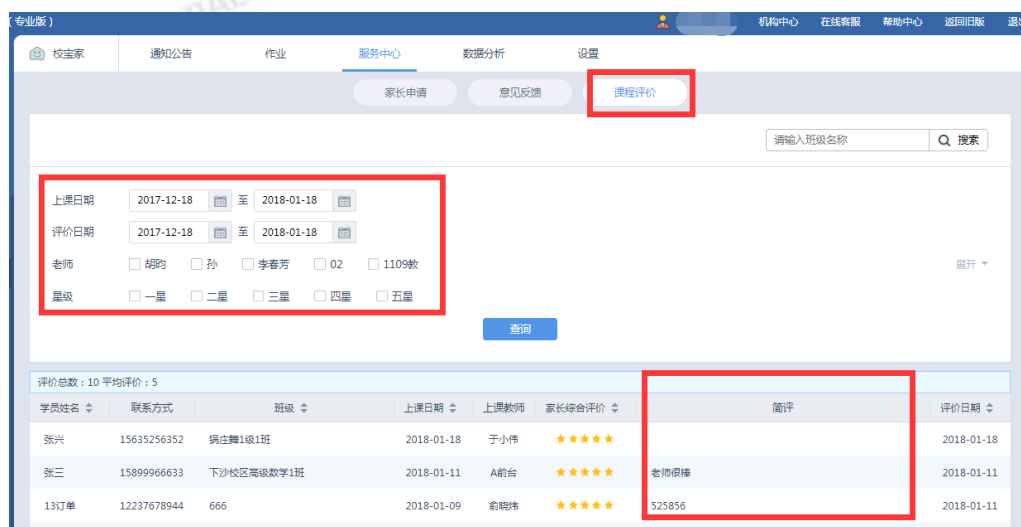 (专业版) 机构中心 在线客服 帮助中心 返回旧版
校宝家 通知公告 作业 服务中心 数据分析 设置
家长申请 意见反馈 课程评价
请输入班级名称 搜索
上课日期 2017-12-18 至 2018-01-18
评价日期 2017-12-18 至 2018-01-18
老师 胡昀 孙 李春芳 02 1109教 展开
星级 一星 二星 三星 四星 五星
查询
评价总数:10 平均评价:5
学员姓名 联系方式 班级 上课日期 上课教师 家长综合评价 简评 评价日期
张兴 15635256352 锅庄舞1级1班 2018-01-18 于小伟 2018-01-18
张三 15899966633 下沙校区高级数学1班 2018-01-11 A前台 老师很棒 2018-01-11
13订单 12237678944 666 2018-01-09 俞晓炜 525856 2018-01-11